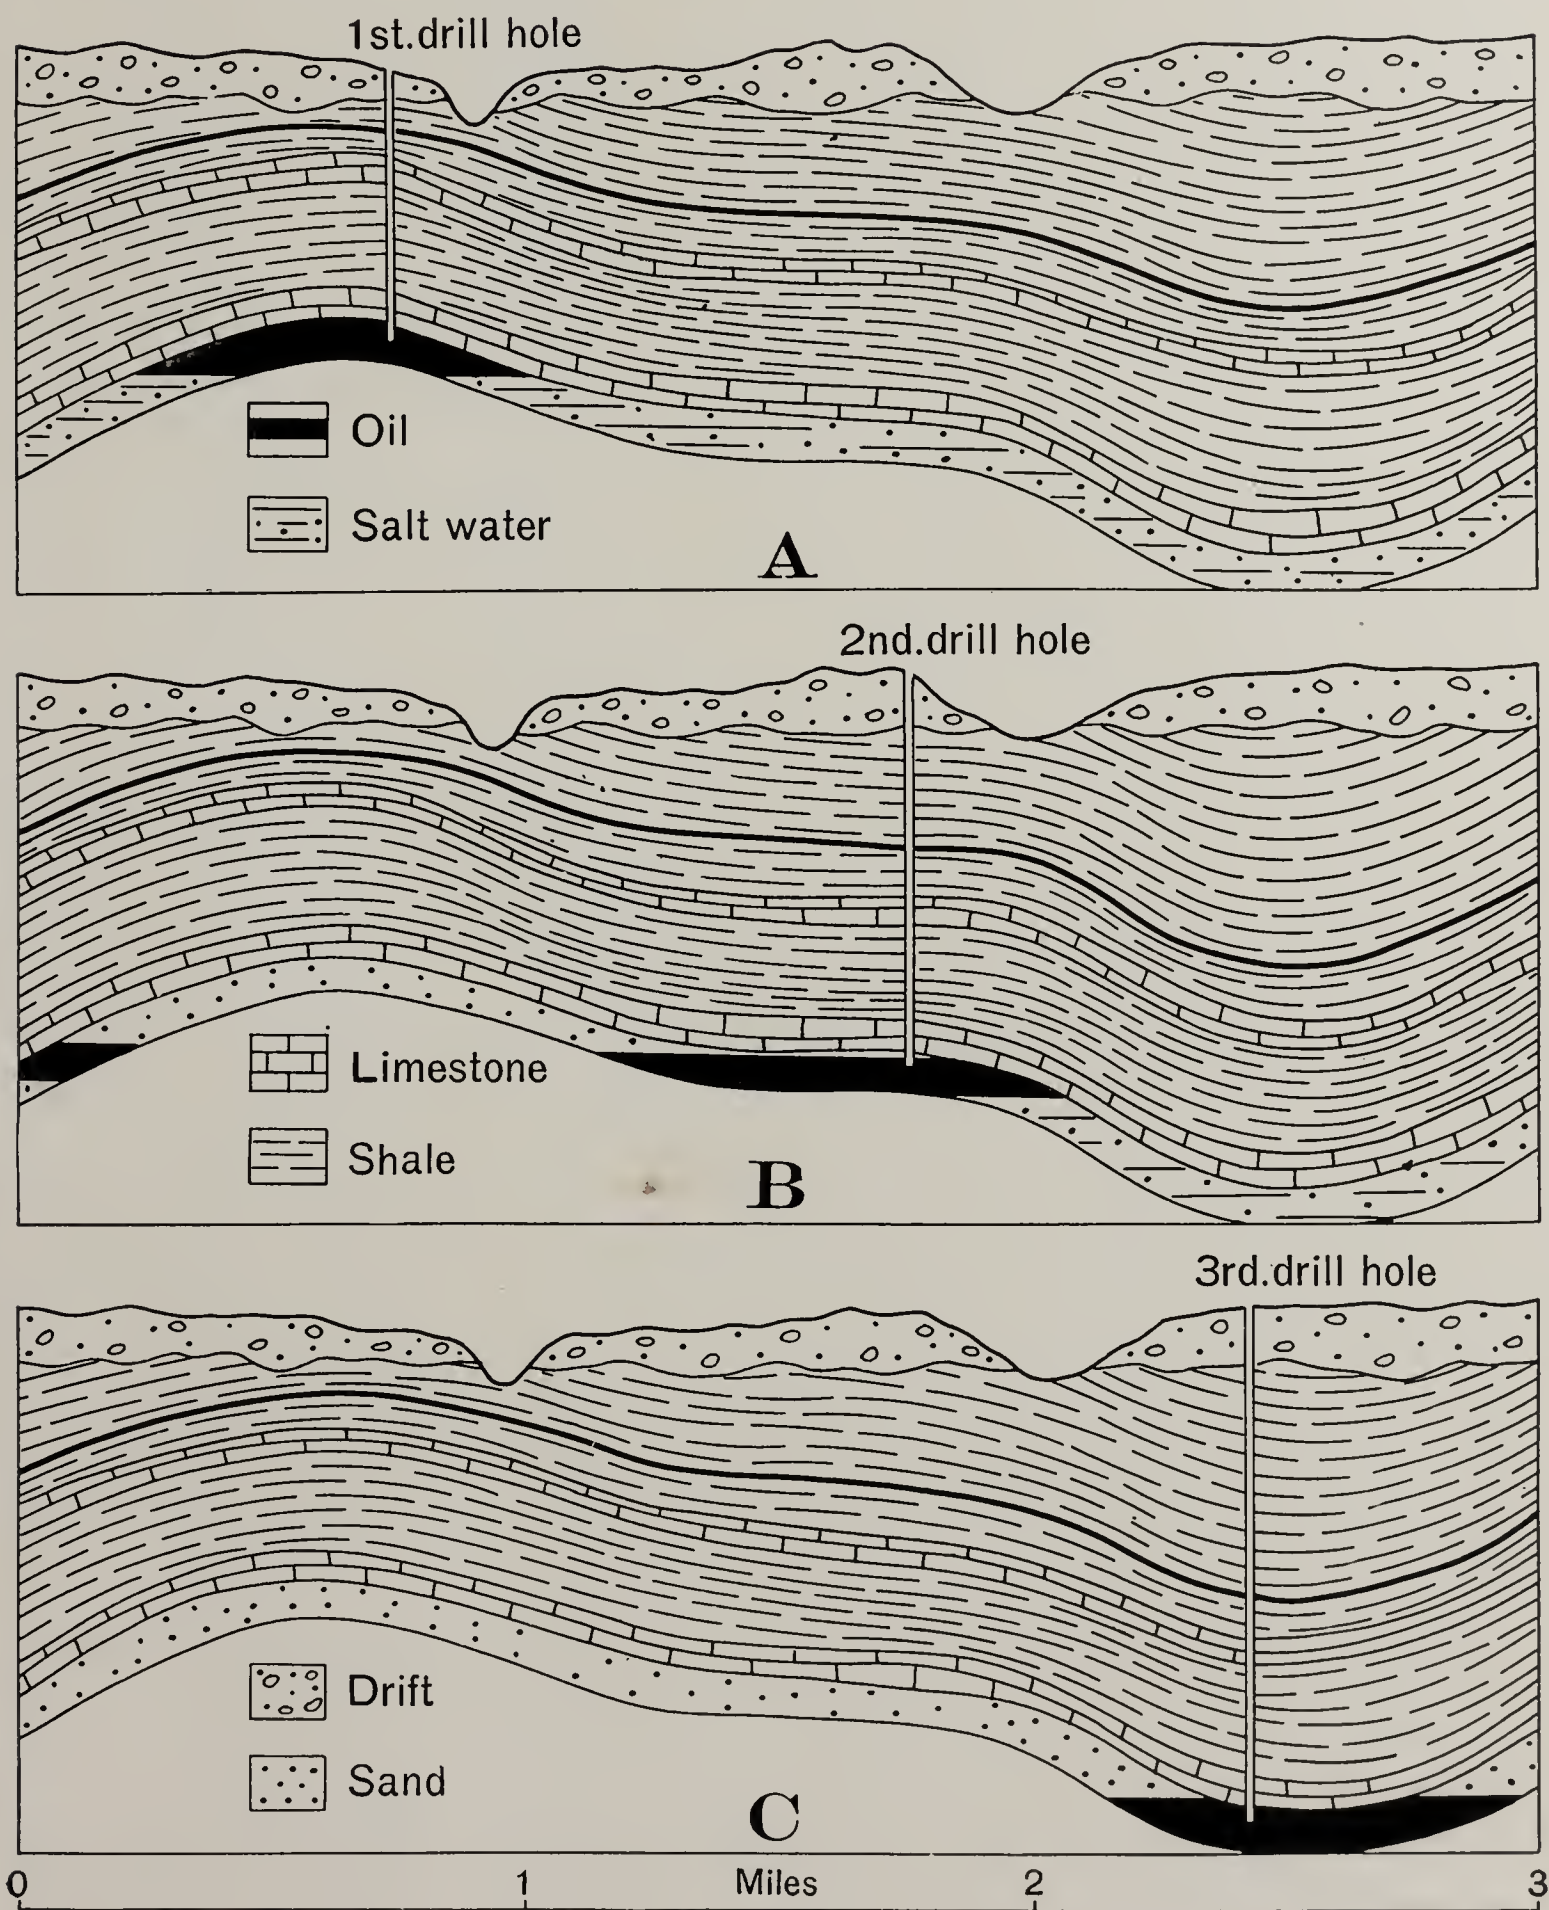 1st.drill hole
Oil
Salt water
A
2nd.drill hole
Limestone
Shale
B
3rd.drill hole
Drift
Sand
C
0 1 Miles 2 3